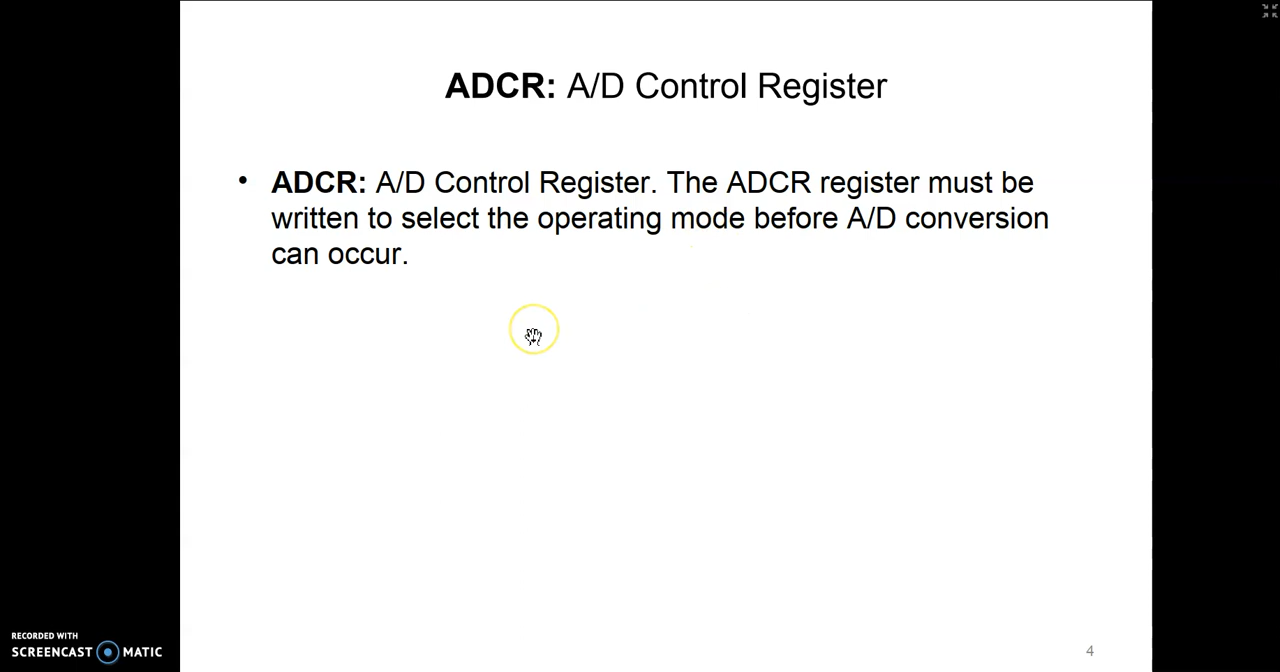 ADCR: A/D Control Register
• ADCR: A/D Control Register. The ADCR register must be
written to select the operating mode before A/D conversion
can occur.
RECORDED WITH
SCREENCAST MATIC
4